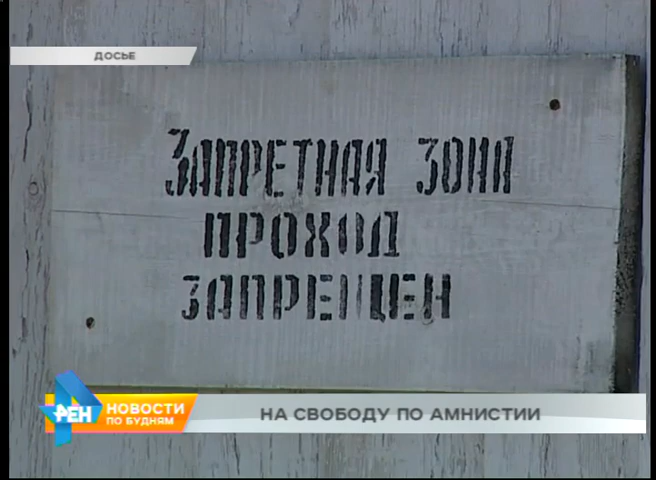 ДОСЬЕ
ЗАПРЕТНАЯ ЗОНА
ПРОХОД
ЗАПРЕЩЕН
РЕН НОВОСТИ
ПО БУДНЯМ
НА СВОБОДУ ПО АМНИСТИИ